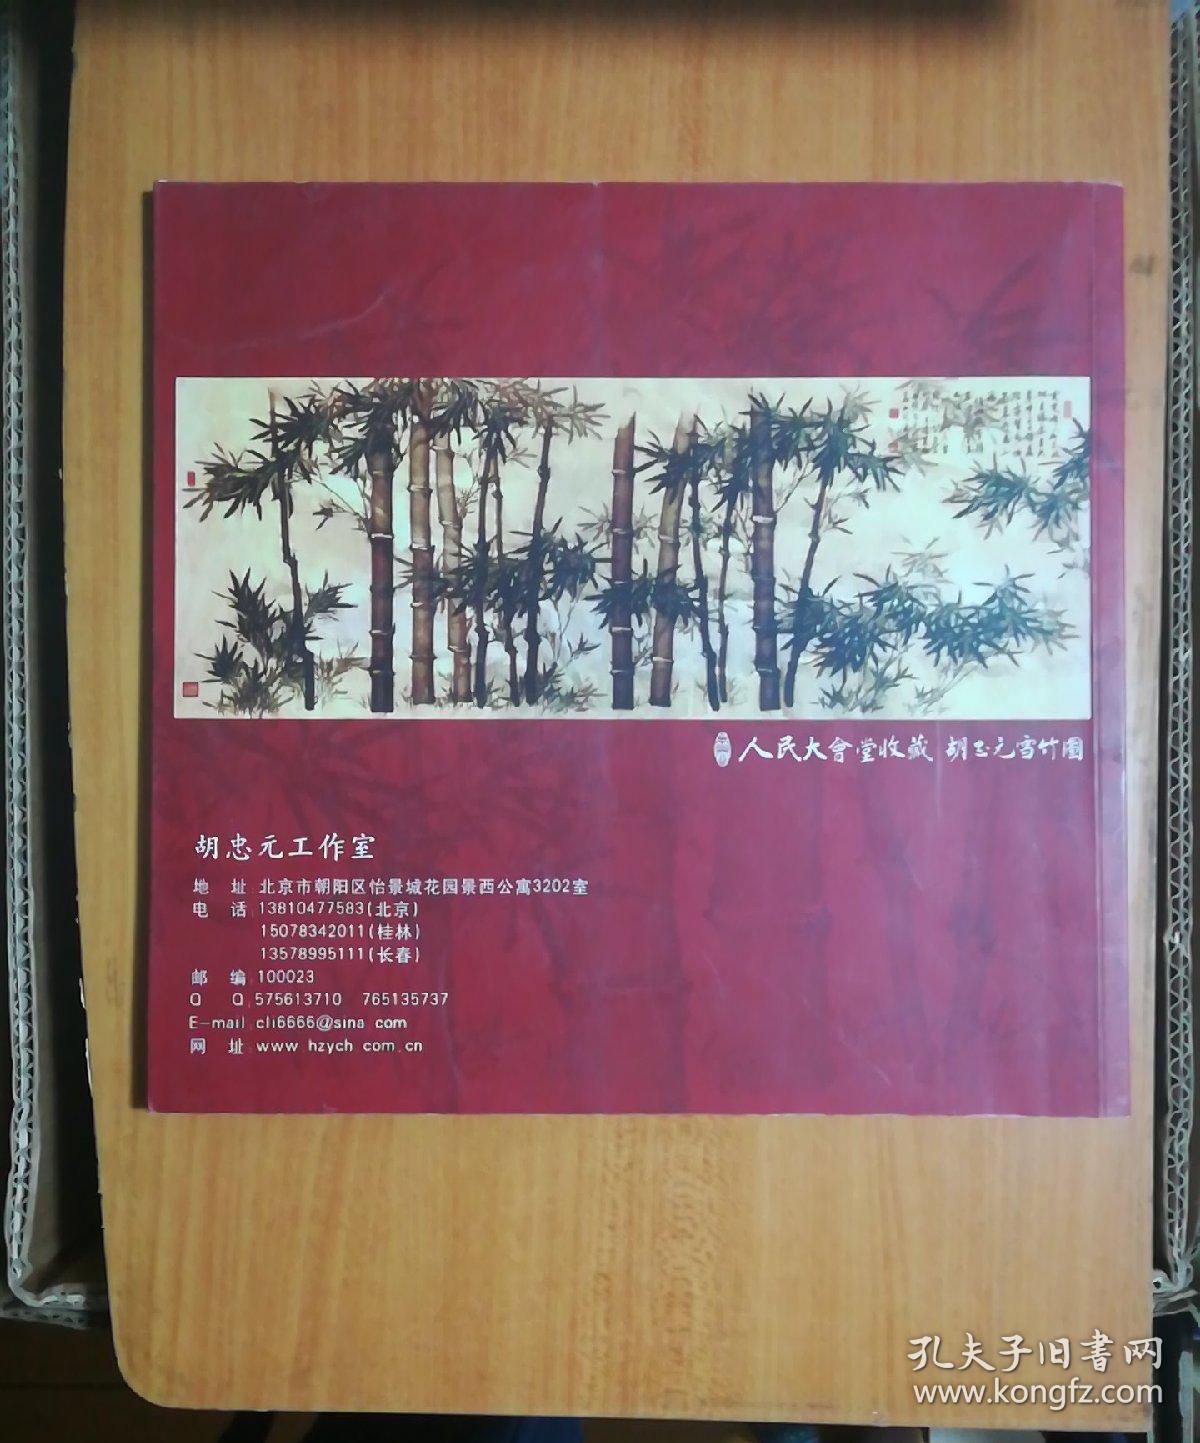 人民大會堂收藏 胡忠元雪竹圖
胡忠元工作室
地 址 北京市朝阳区怡景城花园景西公寓3202室
电 话 13810477583(北京)
15078342011(桂林)
13578995111(长春)
邮 编 100023
Q Q 575613710 765135737
E-mail cli6666@sina com
网 址 www hzych com.cn
孔夫子旧書网
www.kongfz.com